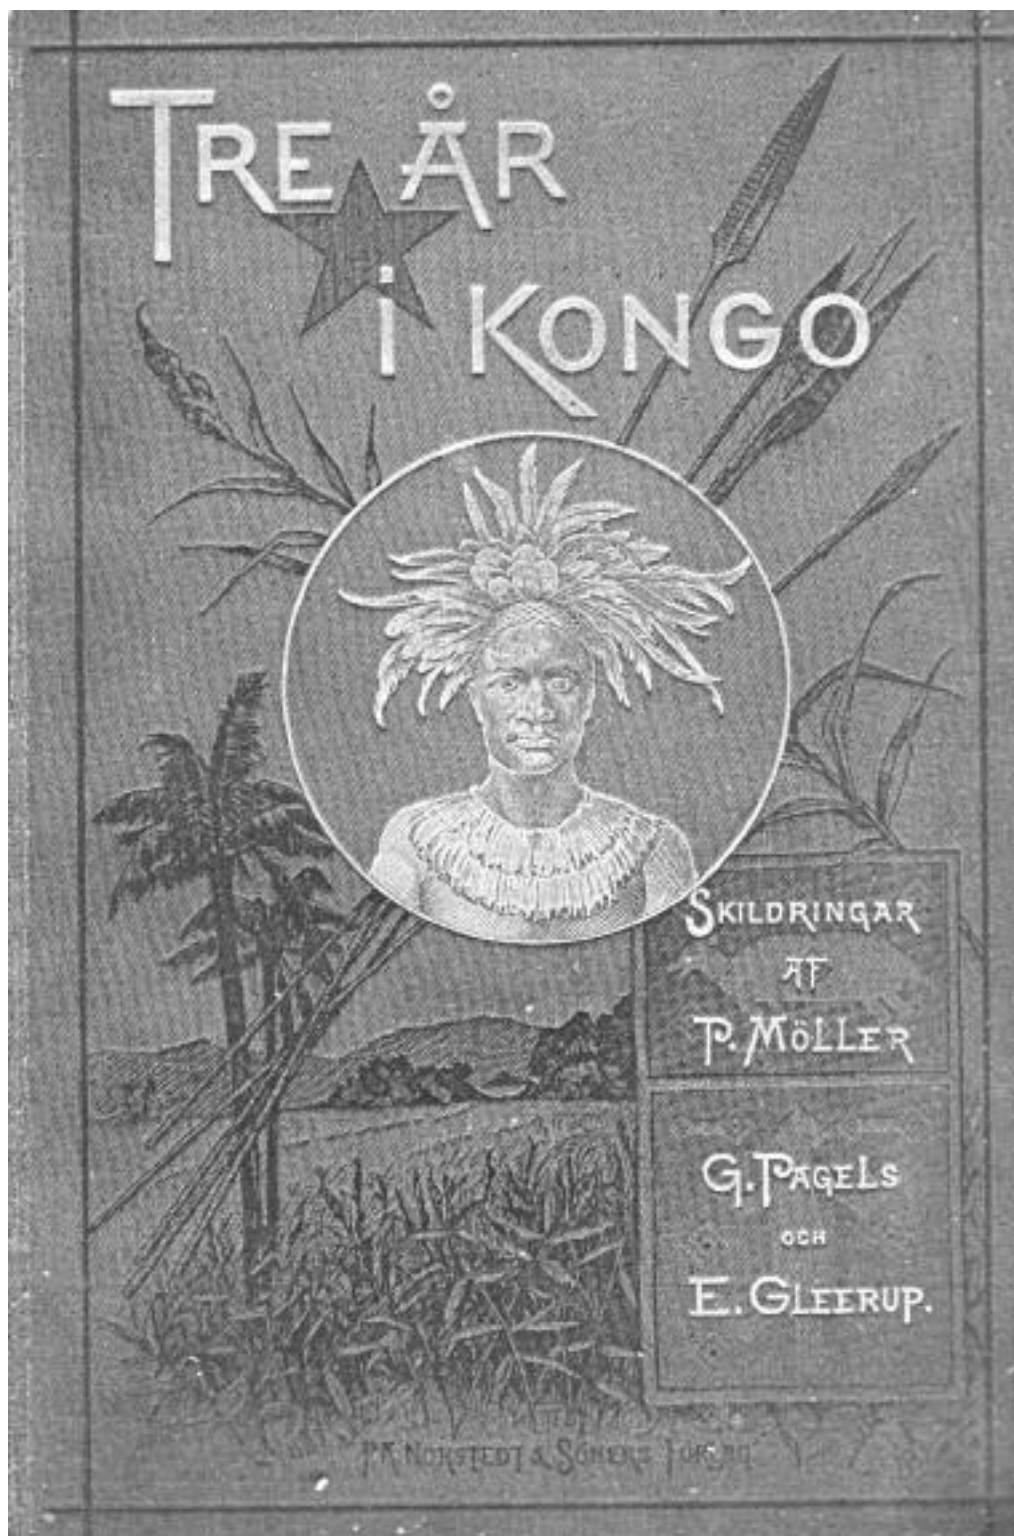 TRE ÅR
i KONGO
SKILDRINGAR
AF
P. MÖLLER
G. PAGELS
OCH
E. GLEERUP.
P.A. NORSTEDT & SÖNERS FÖRLAG